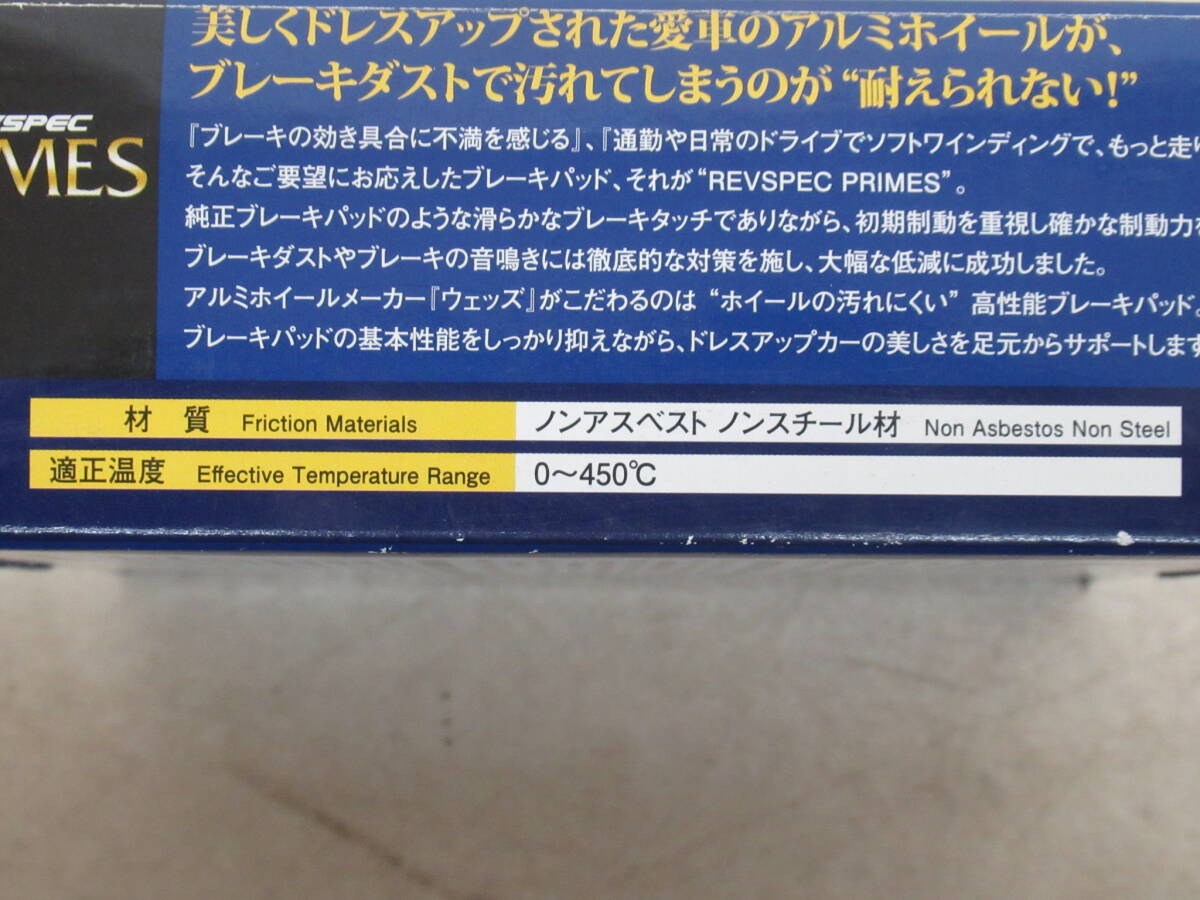 美しくドレスアップされた愛車のアルミホイールが、
ブレーキダストで汚れてしまうのが“耐えられない!”
VSPEC
MES
『ブレーキの効き具合に不満を感じる』、『通勤や日常のドライブでソフトワインディングで、もっと走り
そんなご要望にお応えしたブレーキパッド、それが“REVSPEC PRIMES”。
純正ブレーキパッドのような滑らかなブレーキタッチでありながら、初期制動を重視し確かな制動力を
ブレーキダストやブレーキの音鳴きには徹底的な対策を施し、大幅な低減に成功しました。
アルミホイールメーカー『ウェッズ』がこだわるのは “ホイールの汚れにくい” 高性能ブレーキパッド。
ブレーキパッドの基本性能をしっかり抑えながら、ドレスアップカーの美しさを足元からサポートします
材 質 Friction Materials ノンアスベスト ノンスチール材 Non Asbestos Non Steel
適正温度 Effective Temperature Range 0～450℃